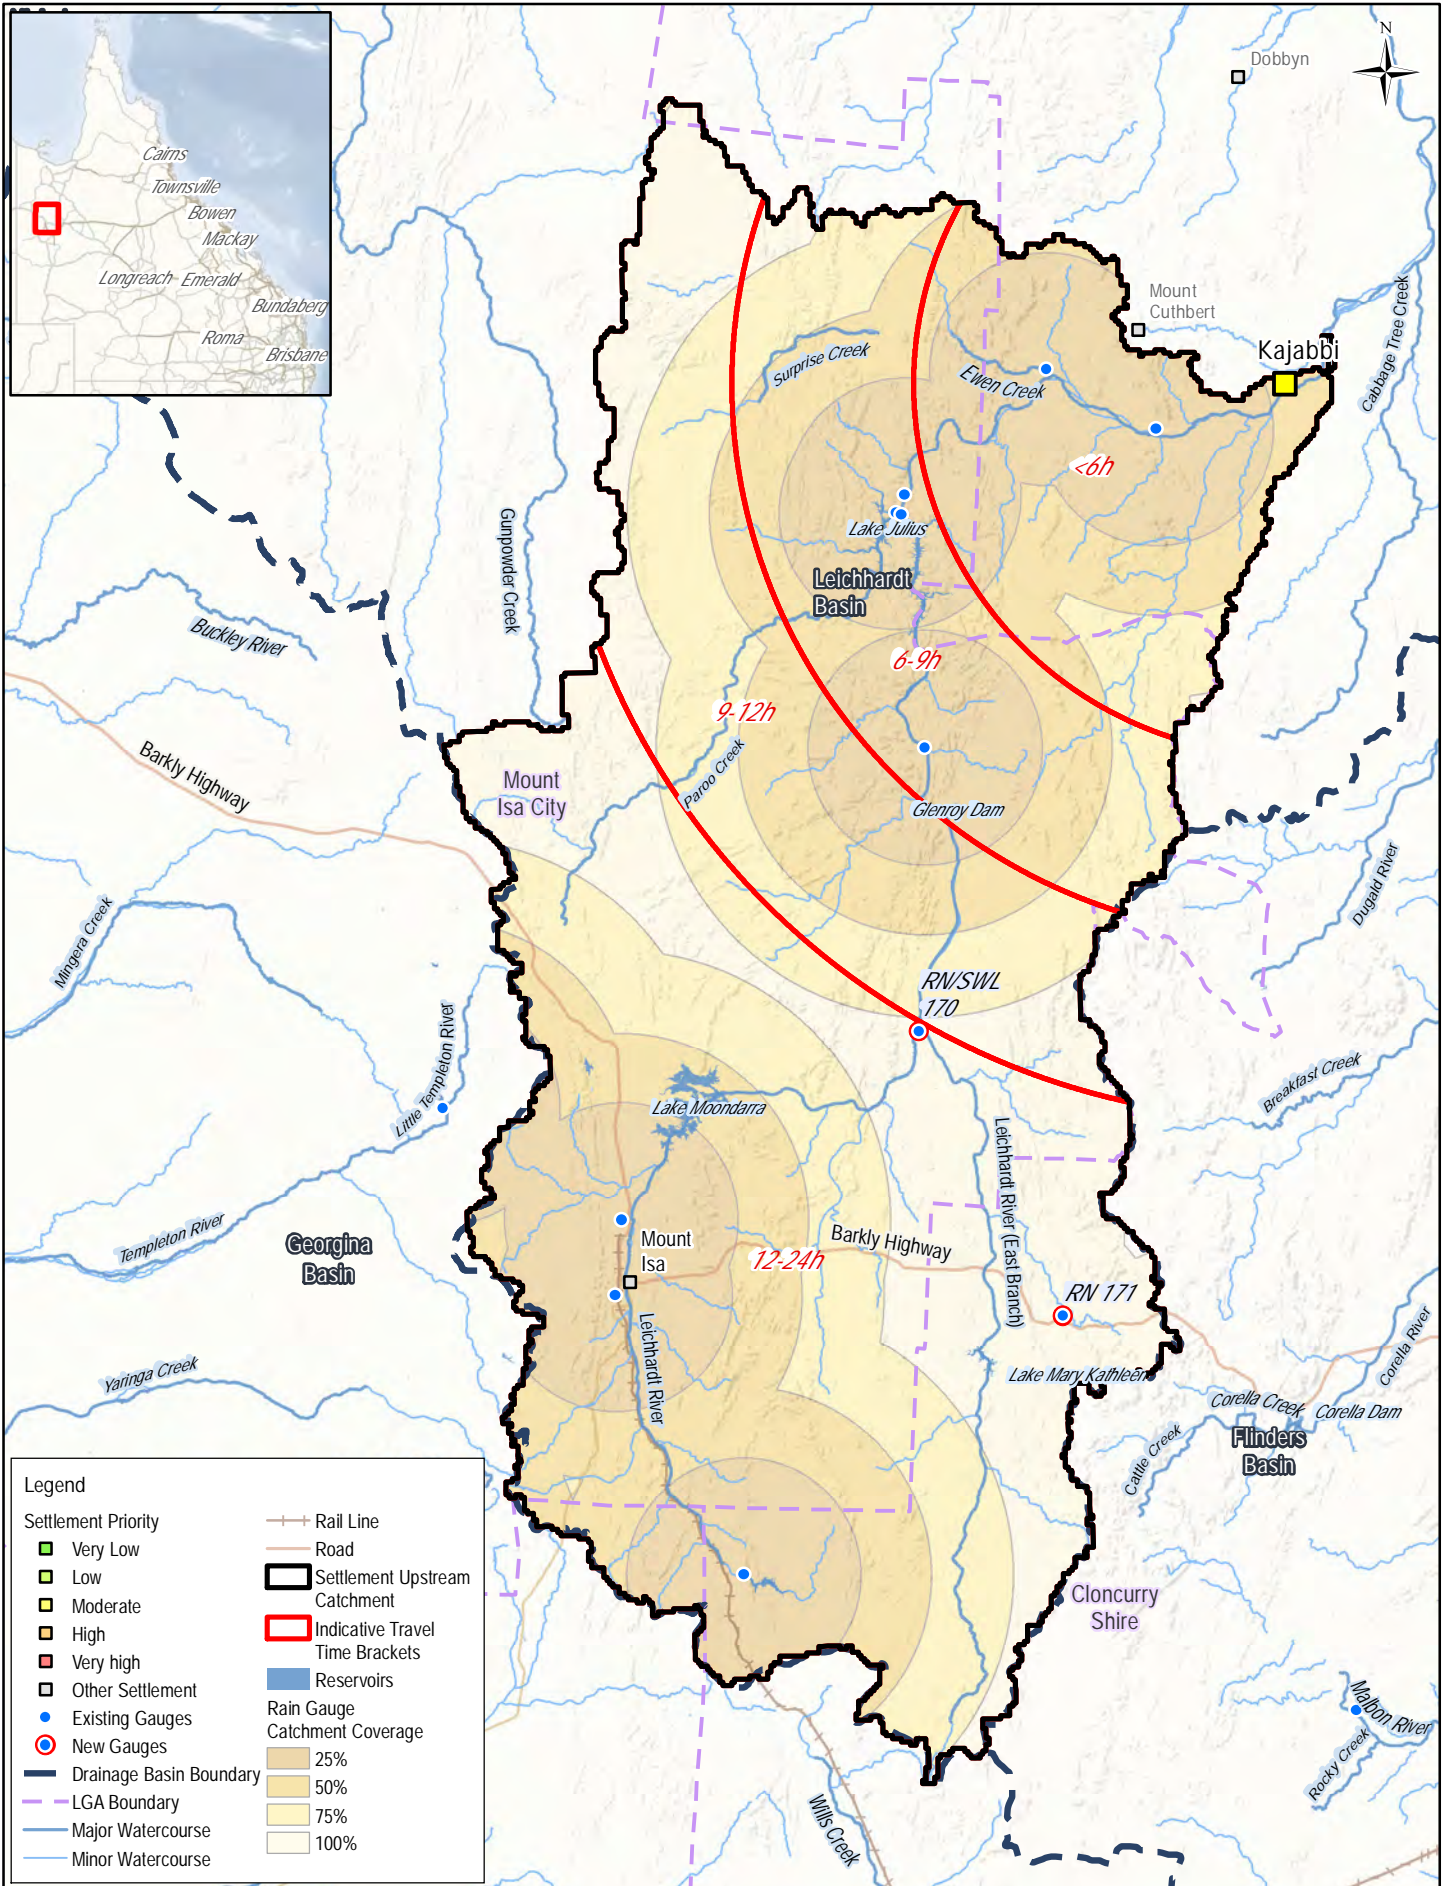 N
Dobbyn
Cairns
Townsville
Bowen
Mackay
Longreach
Emerald
Bundaberg
Roma
Brisbane
Mount
Cuthbert
Kajabbi
Cabbage Tree Creek
Surprise Creek
Ewen Creek
<6h
Lake Julius
Gunpowder Creek
Leichhardt
Basin
Buckley River
6-9h
9-12h
Barkly Highway
Mount
Isa City
Paroo Creek
Glenroy Dam
Dugald River
Mingera Creek
RN/SWL
170
Little Templeton River
Lake Moondarra
Breakfast Creek
Leichhardt River (East Branch)
Templeton River
Georgina
Basin
Mount
Isa
12-24h
Barkly Highway
RN 171
Leichhardt River
Yaringa Creek
Lake Mary Kathleen
Corella River
Corella Creek
Corella Dam
Cattle Creek
Flinders
Basin
Cloncurry
Shire
Malbon River
Rocky Creek
Wills Creek
Legend
Settlement Priority
Very Low
Low
Moderate
High
Very high
Other Settlement
Existing Gauges
New Gauges
Drainage Basin Boundary
LGA Boundary
Major Watercourse
Minor Watercourse
Rail Line
Road
Settlement Upstream
Catchment
Indicative Travel
Time Brackets
Reservoirs
Rain Gauge
Catchment Coverage
25%
50%
75%
100%